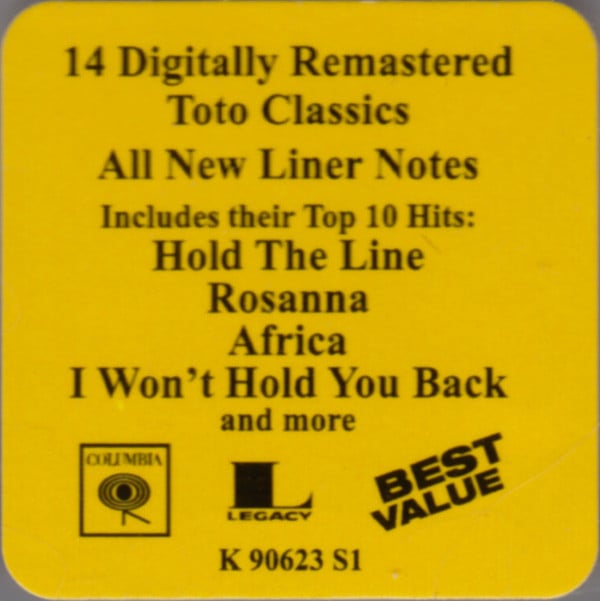 14 Digitally Remastered
Toto Classics
All New Liner Notes
Includes their Top 10 Hits:
Hold The Line
Rosanna
Africa
I Won't Hold You Back
and more
COLUMBIA
L
LEGACY
BEST
VALUE
K 90623 S1